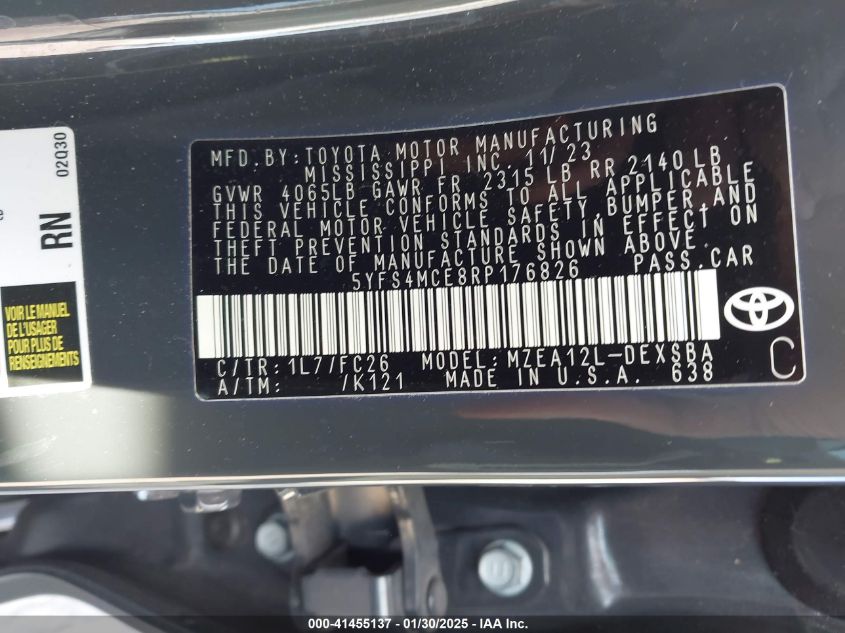 02Q30
RN
VOIR LE MANUEL
DE L'USAGER
POUR PLUS DE
RENSEIGNEMENTS
MFD.BY:TOYOTA MOTOR MANUFACTURING
MISSISSIPPI INC. 11/23
GVWR 4065LB GAWR FR 2315 LB RR 2140 LB
THIS VEHICLE CONFORMS TO ALL APPLICABLE
FEDERAL MOTOR VEHICLE SAFETY,BUMPER,AND
THEFT PREVENTION STANDARDS IN EFFECT ON
THE DATE OF MANUFACTURE SHOWN ABOVE.
5YFS4MCE8RP176826 PASS.CAR
C/TR:1L7/FC26 MODEL:MZEA12L-DEXSBA
A/TM: /K121 MADE IN U.S.A. 638
C
000-41455137 - 01/30/2025 - IAA Inc.